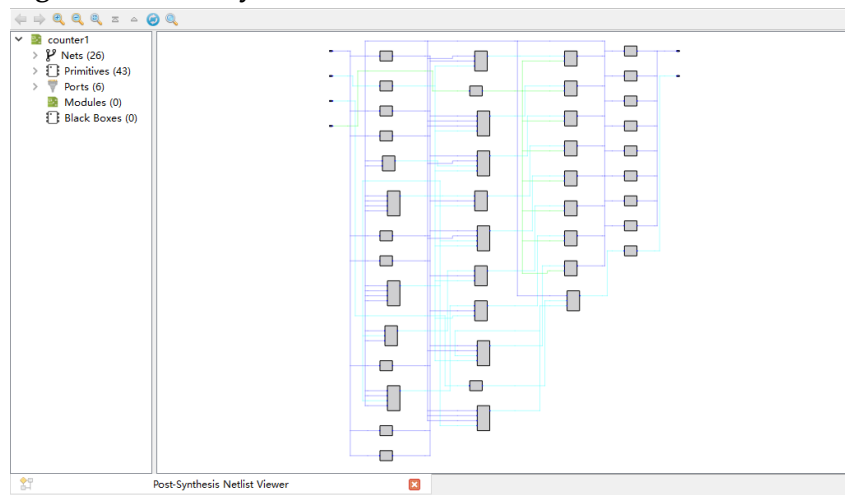 counter1
Nets (26)
Primitives (43)
Ports (6)
Modules (0)
Black Boxes (0)
Post-Synthesis Netlist Viewer